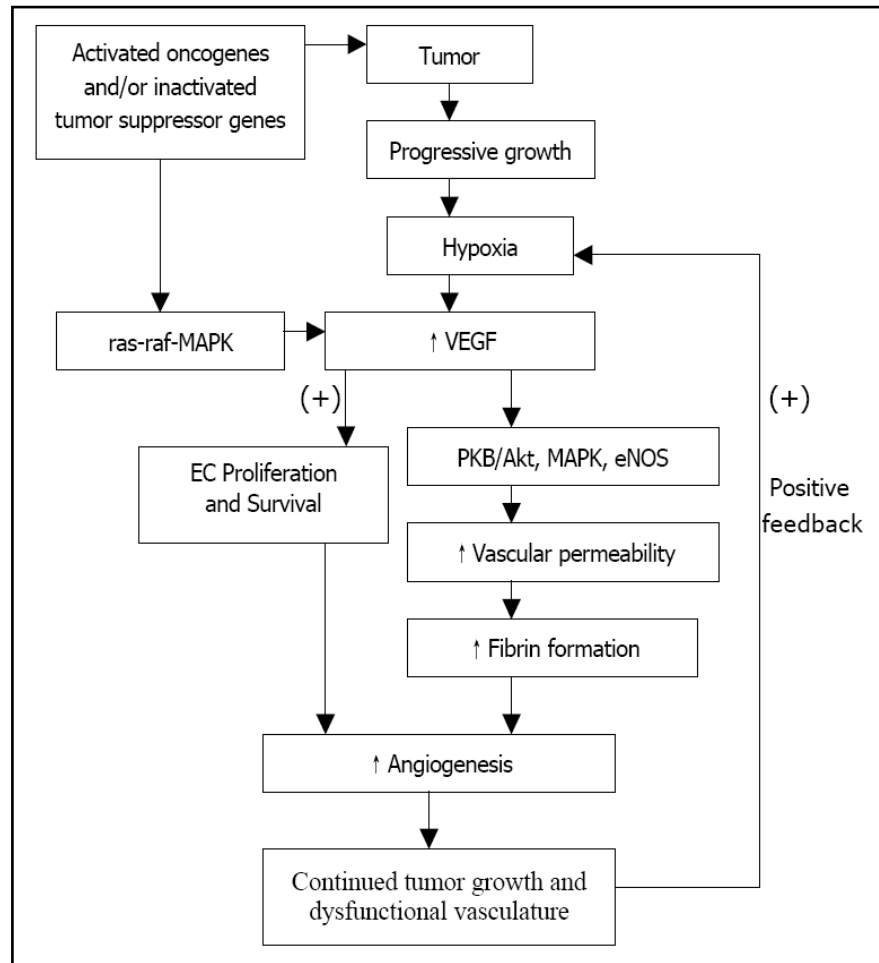 Activated oncogenes
and/or inactivated
tumor suppressor genes
Tumor
Progressive growth
Hypoxia
ras-raf-MAPK
↑ VEGF
(+)
(+)
EC Proliferation
and Survival
PKB/Akt, MAPK, eNOS
Positive
feedback
↑ Vascular permeability
↑ Fibrin formation
↑ Angiogenesis
Continued tumor growth and
dysfunctional vasculature